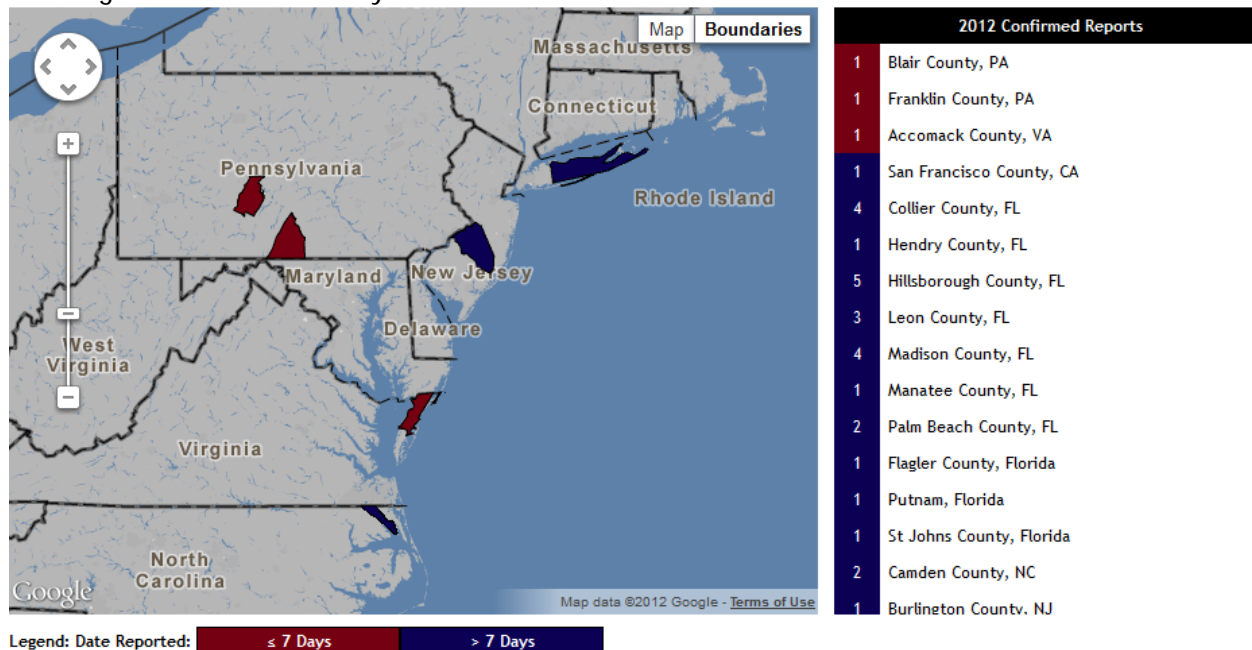 Map Boundaries
Massachusetts
Connecticut
Pennsylvania
Rhode Island
Maryland
New Jersey
Delaware
West
Virginia
Virginia
North
Carolina
Google
Map data ©2012 Google - Terms of Use
2012 Confirmed Reports
1 Blair County, PA
1 Franklin County, PA
1 Accomack County, VA
1 San Francisco County, CA
4 Collier County, FL
1 Hendry County, FL
5 Hillsborough County, FL
3 Leon County, FL
4 Madison County, FL
1 Manatee County, FL
2 Palm Beach County, FL
1 Flagler County, Florida
1 Putnam, Florida
1 St Johns County, Florida
2 Camden County, NC
1 Burlington County, NJ
Legend: Date Reported: ≤ 7 Days > 7 Days